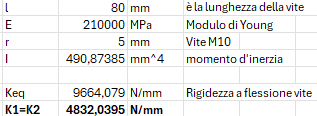 l 80 mm è la lunghezza della vite
E 210000 MPa Modulo di Young
r 5 mm Vite M10
I 490,87385 mm^4 momento d'inerzia
Keq 9664,079 N/mm Rigidezza a flessione vite
K1=K2 4832,0395 N/mm